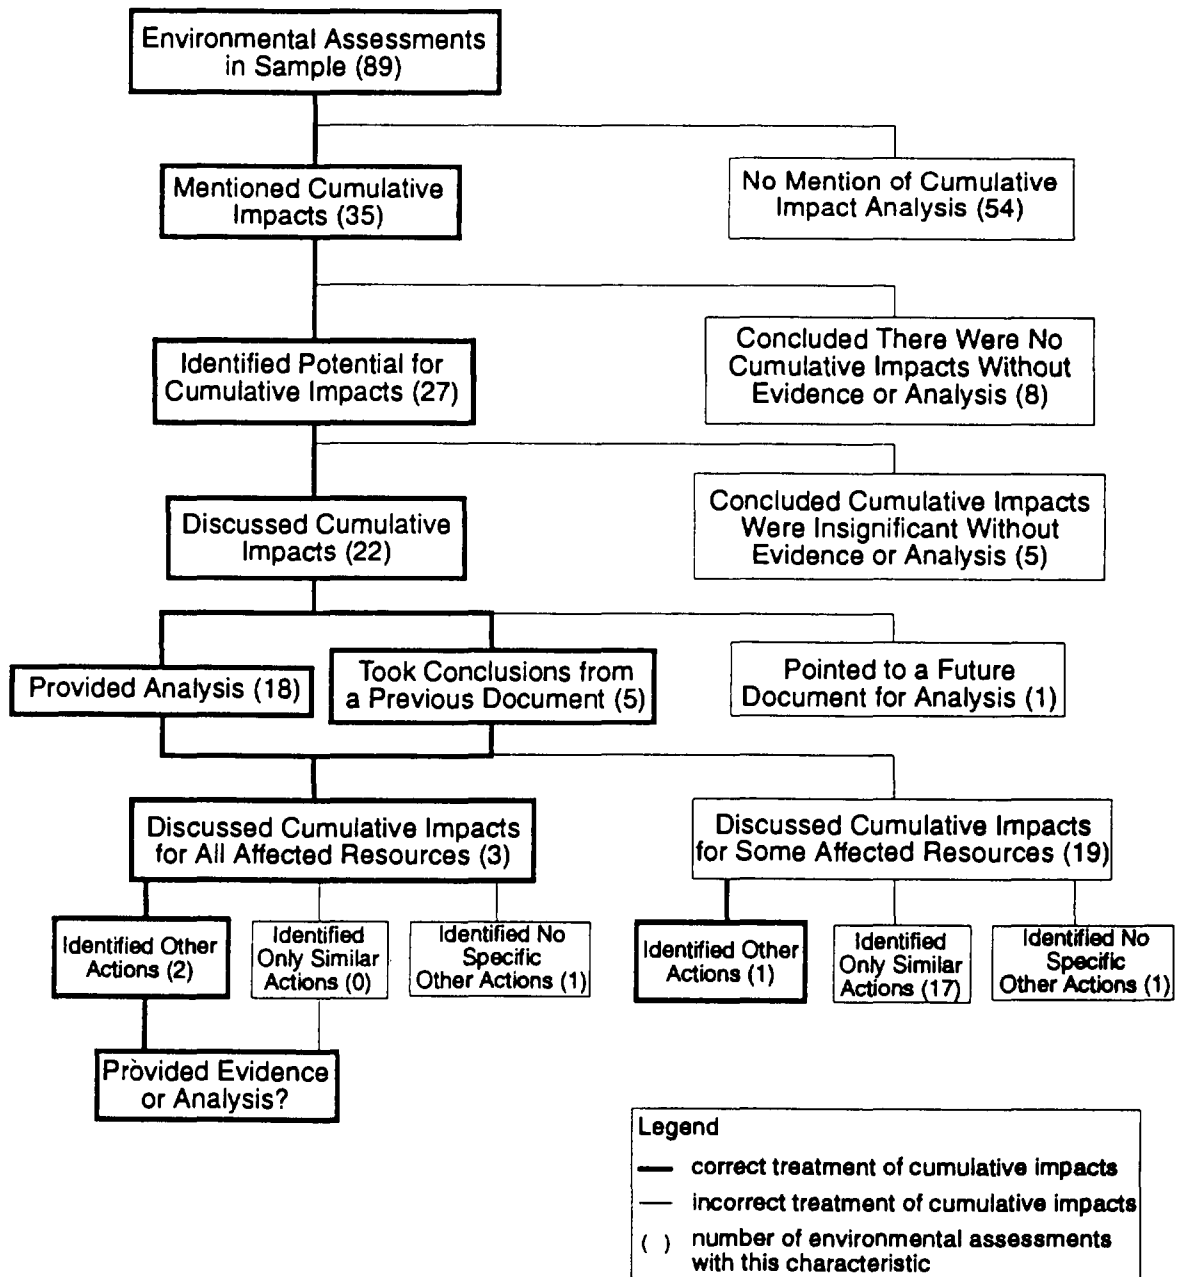 Environmental Assessments
in Sample (89)
Mentioned Cumulative
Impacts (35)
No Mention of Cumulative
Impact Analysis (54)
Identified Potential for
Cumulative Impacts (27)
Concluded There Were No
Cumulative Impacts Without
Evidence or Analysis (8)
Discussed Cumulative
Impacts (22)
Concluded Cumulative Impacts
Were Insignificant Without
Evidence or Analysis (5)
Provided Analysis (18)
Took Conclusions from
a Previous Document (5)
Pointed to a Future
Document for Analysis (1)
Discussed Cumulative Impacts
for All Affected Resources (3)
Discussed Cumulative Impacts
for Some Affected Resources (19)
Identified Other
Actions (2)
Identified
Only Similar
Actions (0)
Identified No
Specific
Other Actions (1)
Identified Other
Actions (1)
Identified
Only Similar
Actions (17)
Identified No
Specific
Other Actions (1)
Provided Evidence
or Analysis?
Legend
correct treatment of cumulative impacts
incorrect treatment of cumulative impacts
( ) number of environmental assessments
with this characteristic